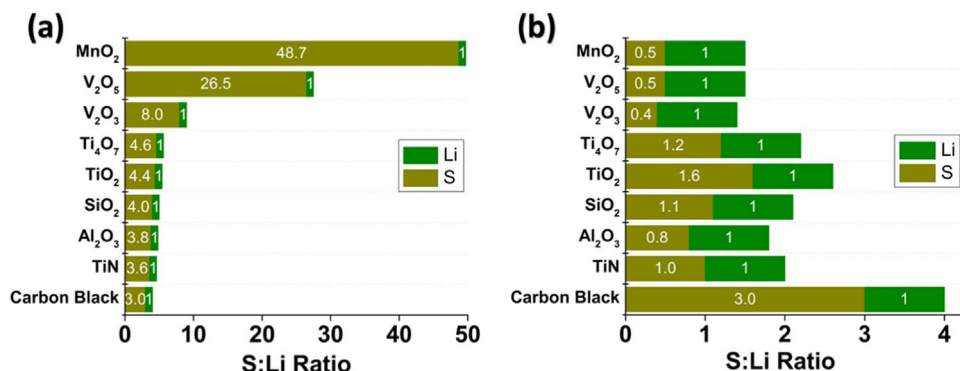 (a)
MnO₂ 48.7 1
V₂O₅ 26.5 1
V₂O₃ 8.0 1
Ti₄O₇ 4.6 1
TiO₂ 4.4 1
SiO₂ 4.0 1
Al₂O₃ 3.8 1
TiN 3.6 1
Carbon Black 3.0 1
Li
S
0 10 20 30 40 50
S:Li Ratio
(b)
MnO₂ 0.5 1
V₂O₅ 0.5 1
V₂O₃ 0.4 1
Ti₄O₇ 1.2 1
TiO₂ 1.6 1
SiO₂ 1.1 1
Al₂O₃ 0.8 1
TiN 1.0 1
Carbon Black 3.0 1
Li
S
0 1 2 3 4
S:Li Ratio